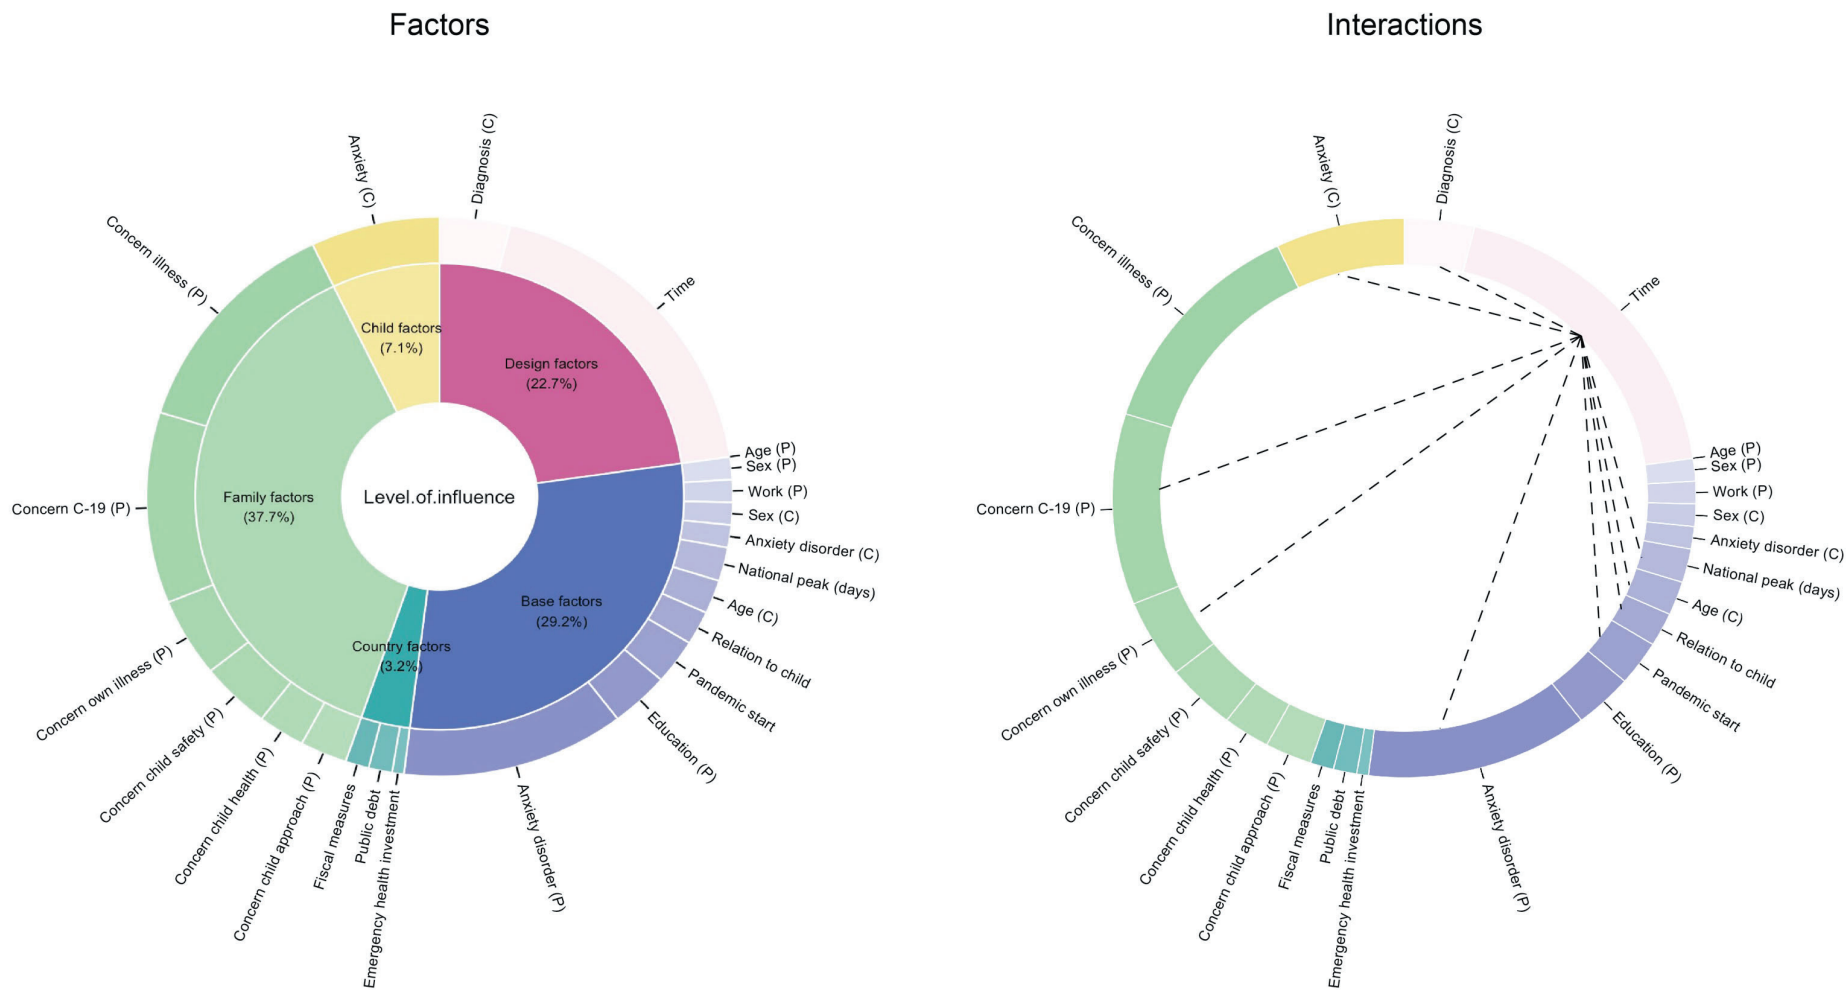 Factors
Diagnosis (C)
Anxiety (C)
Concern illness (P)
Time
Child factors
(7.1%)
Design factors
(22.7%)
Age (P)
Sex (P)
Work (P)
Sex (C)
Anxiety disorder (C)
National peak (days)
Age (C)
Relation to child
Pandemic start
Education (P)
Anxiety disorder (P)
Level.of.influence
Family factors
(37.7%)
Concern C-19 (P)
Base factors
(29.2%)
Country factors
(3.2%)
Concern own illness (P)
Concern child safety (P)
Concern child health (P)
Concern child approach (P)
Fiscal measures
Public debt
Emergency health investment
Interactions
Diagnosis (C)
Anxiety (C)
Concern illness (P)
Time
Age (P)
Sex (P)
Work (P)
Sex (C)
Anxiety disorder (C)
National peak (days)
Age (C)
Relation to child
Pandemic start
Education (P)
Anxiety disorder (P)
Concern C-19 (P)
Concern own illness (P)
Concern child safety (P)
Concern child health (P)
Concern child approach (P)
Fiscal measures
Public debt
Emergency health investment